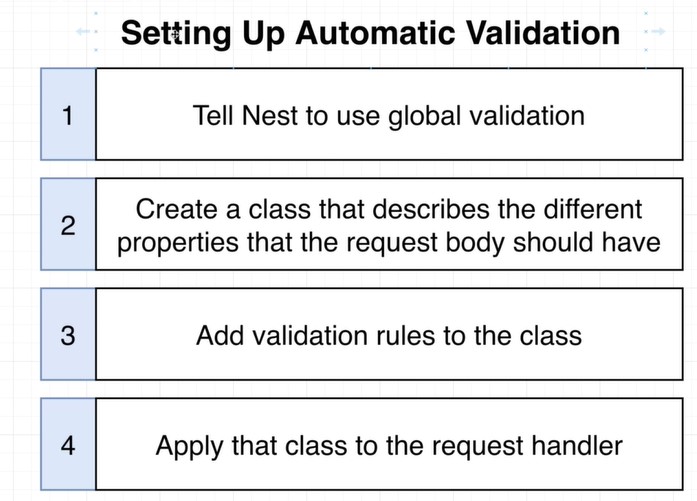 Setting Up Automatic Validation
1
Tell Nest to use global validation
2
Create a class that describes the different
properties that the request body should have
3
Add validation rules to the class
4
Apply that class to the request handler